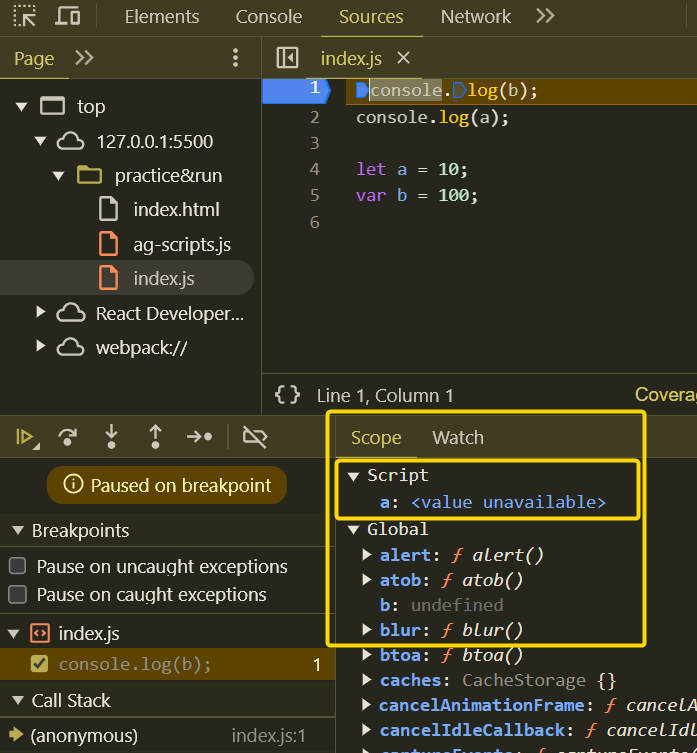 Elements Console Sources Network
Page
index.js
top
127.0.0.1:5500
practice&run
index.html
ag-scripts.js
index.js
React Developer...
webpack://
1 console.log(b);
2 console.log(a);
3
4 let a = 10;
5 var b = 100;
6
{} Line 1, Column 1
Coverag
Paused on breakpoint
Breakpoints
Pause on uncaught exceptions
Pause on caught exceptions
index.js
console.log(b); 1
Call Stack
(anonymous) index.js:1
Scope Watch
Script
a: <value unavailable>
Global
alert: ƒ alert()
atob: ƒ atob()
b: undefined
blur: ƒ blur()
btoa: ƒ btoa()
caches: CacheStorage {}
cancelAnimationFrame: ƒ cancelA
cancelIdleCallback: ƒ cancelId